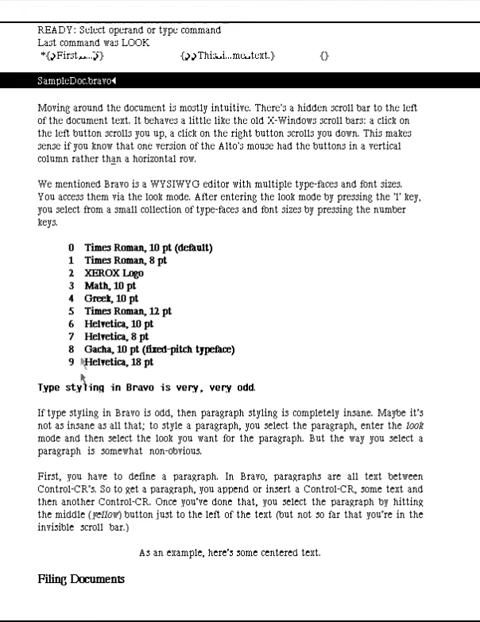 READY: Select operand or type command
Last command was LOOK
SampleDoc.bravo
Moving around the document is mostly intuitive. There's a hidden scroll bar to the left
of the document text. It behaves a little like the old X-Windows scroll bars: a click on
the left button scrolls you up, a click on the right button scrolls you down. This makes
sense if you know that one version of the Alto's mouse had the buttons in a vertical
column rather than a horizontal row.
We mentioned Bravo is a WYSIWYG editor with multiple type-faces and font sizes.
You access them via the look mode. After entering the look mode by pressing the 'l' key,
you select from a small collection of type-faces and font sizes by pressing the number
keys.
0 Times Roman, 10 pt (default)
1 Times Roman, 8 pt
2 XEROX Logo
3 Math, 10 pt
4 Greek, 10 pt
5 Times Roman, 12 pt
6 Helvetica, 10 pt
7 Helvetica, 8 pt
8 Gacha, 10 pt (fixed-pitch typeface)
9 Helvetica, 18 pt
Type styling in Bravo is very, very odd.
If type styling in Bravo is odd, then paragraph styling is completely insane. Maybe it's
not as insane as all that; to style a paragraph, you select the paragraph, enter the look
mode and then select the look you want for the paragraph. But the way you select a
paragraph is somewhat non-obvious.
First, you have to define a paragraph. In Bravo, paragraphs are all text between
Control-CR's. So to get a paragraph, you append or insert a Control-CR, some text and
then another Control-CR. Once you've done that, you select the paragraph by hitting
the middle (yellow) button just to the left of the text (but not so far that you're in the
invisible scroll bar.)
As an example, here's some centered text.
Filing Documents